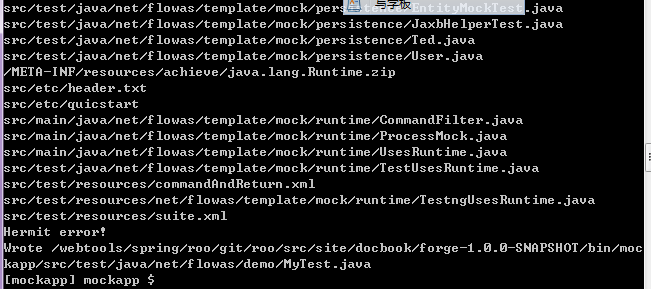 写字板
src/test/java/net/flowas/template/mock/persistence/EntityMockTest.java
src/test/java/net/flowas/template/mock/persistence/JaxbHelperTest.java
src/test/java/net/flowas/template/mock/persistence/Ted.java
src/test/java/net/flowas/template/mock/persistence/User.java
/META-INF/resources/achieve/java.lang.Runtime.zip
src/etc/header.txt
src/etc/quicstart
src/main/java/net/flowas/template/mock/runtime/CommandFilter.java
src/main/java/net/flowas/template/mock/runtime/ProcessMock.java
src/main/java/net/flowas/template/mock/runtime/UsesRuntime.java
src/test/java/net/flowas/template/mock/runtime/TestUsesRuntime.java
src/test/resources/commandAndReturn.xml
src/test/resources/net/flowas/template/mock/runtime/TestngUsesRuntime.java
src/test/resources/suite.xml
Hermit error!
Wrote /webtools/spring/roo/git/roo/src/site/docbook/forge-1.0.0-SNAPSHOT/bin/moc
kapp/src/test/java/net/flowas/demo/MyTest.java
[mockapp] mockapp $